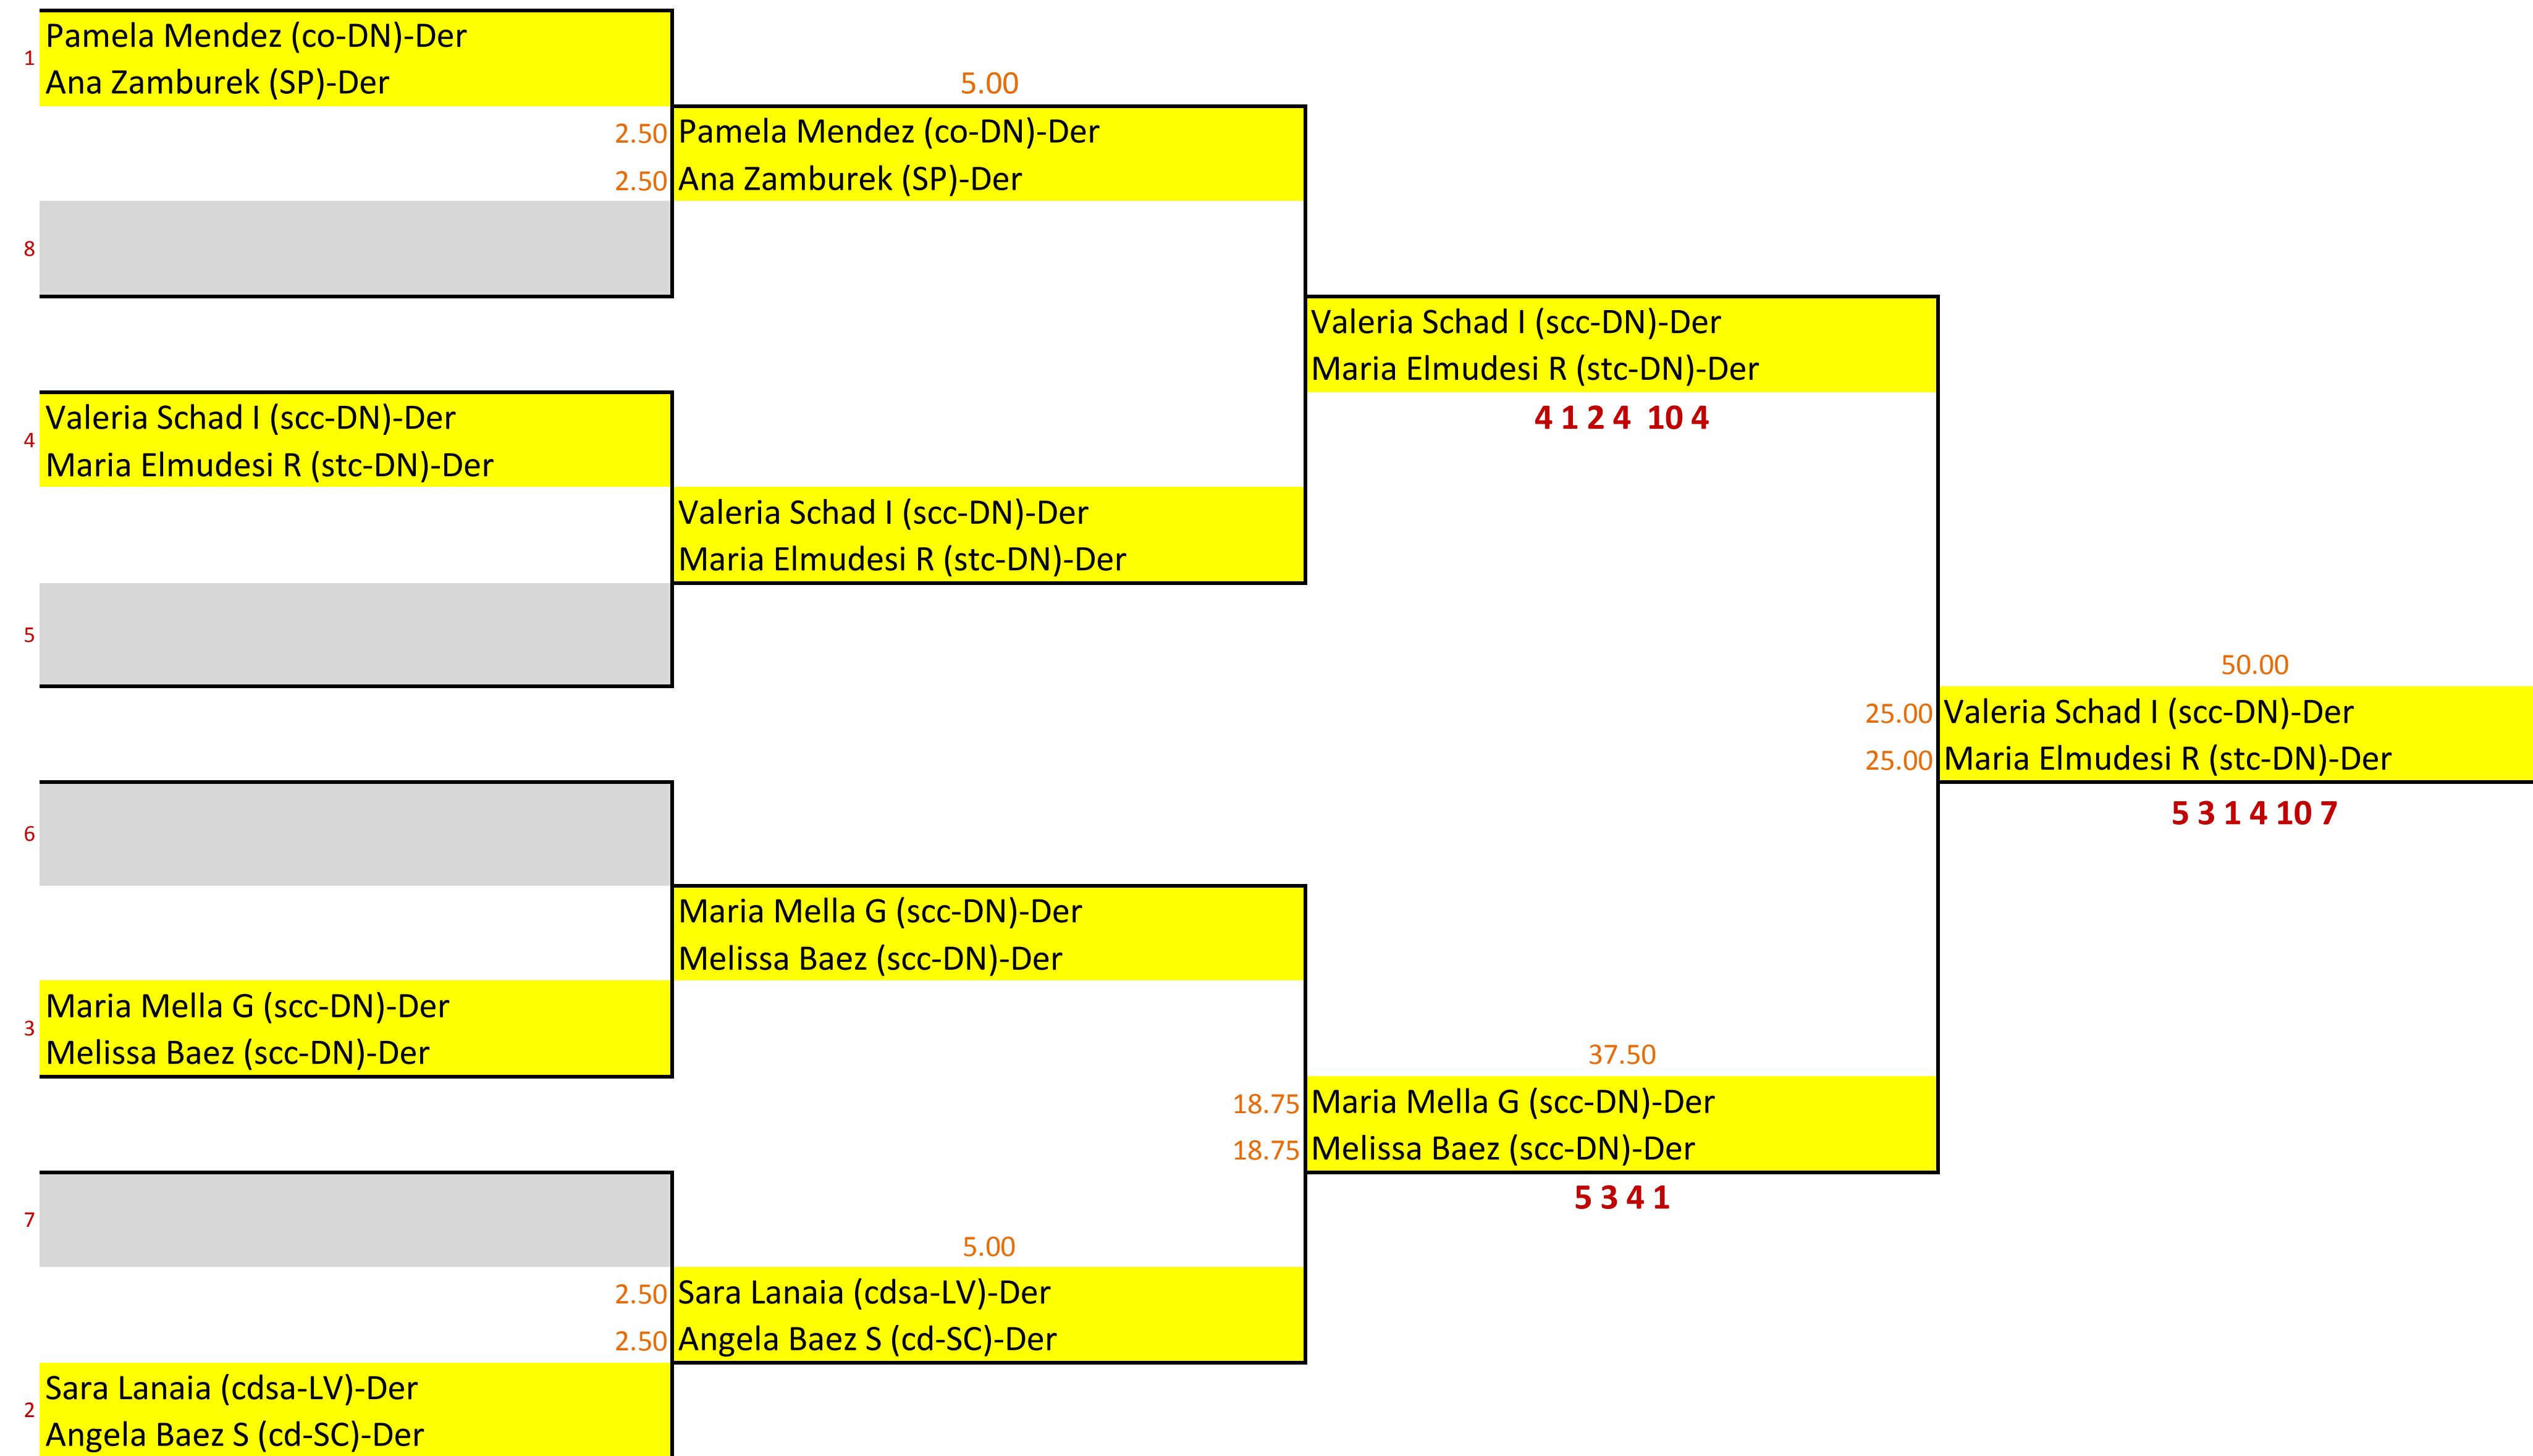 1
Pamela Mendez (co-DN)-Der
Ana Zamburek (SP)-Der
5.00
2.50 Pamela Mendez (co-DN)-Der
2.50 Ana Zamburek (SP)-Der
8
Valeria Schad I (scc-DN)-Der
Maria Elmudesi R (stc-DN)-Der
4 1 2 4  10 4
4
Valeria Schad I (scc-DN)-Der
Maria Elmudesi R (stc-DN)-Der
Valeria Schad I (scc-DN)-Der
Maria Elmudesi R (stc-DN)-Der
5
50.00
25.00 Valeria Schad I (scc-DN)-Der
25.00 Maria Elmudesi R (stc-DN)-Der
5 3 1 4 10 7
6
Maria Mella G (scc-DN)-Der
Melissa Baez (scc-DN)-Der
3
Maria Mella G (scc-DN)-Der
Melissa Baez (scc-DN)-Der
37.50
18.75 Maria Mella G (scc-DN)-Der
18.75 Melissa Baez (scc-DN)-Der
5 3 4 1
7
5.00
2.50 Sara Lanaia (cdsa-LV)-Der
2.50 Angela Baez S (cd-SC)-Der
2
Sara Lanaia (cdsa-LV)-Der
Angela Baez S (cd-SC)-Der